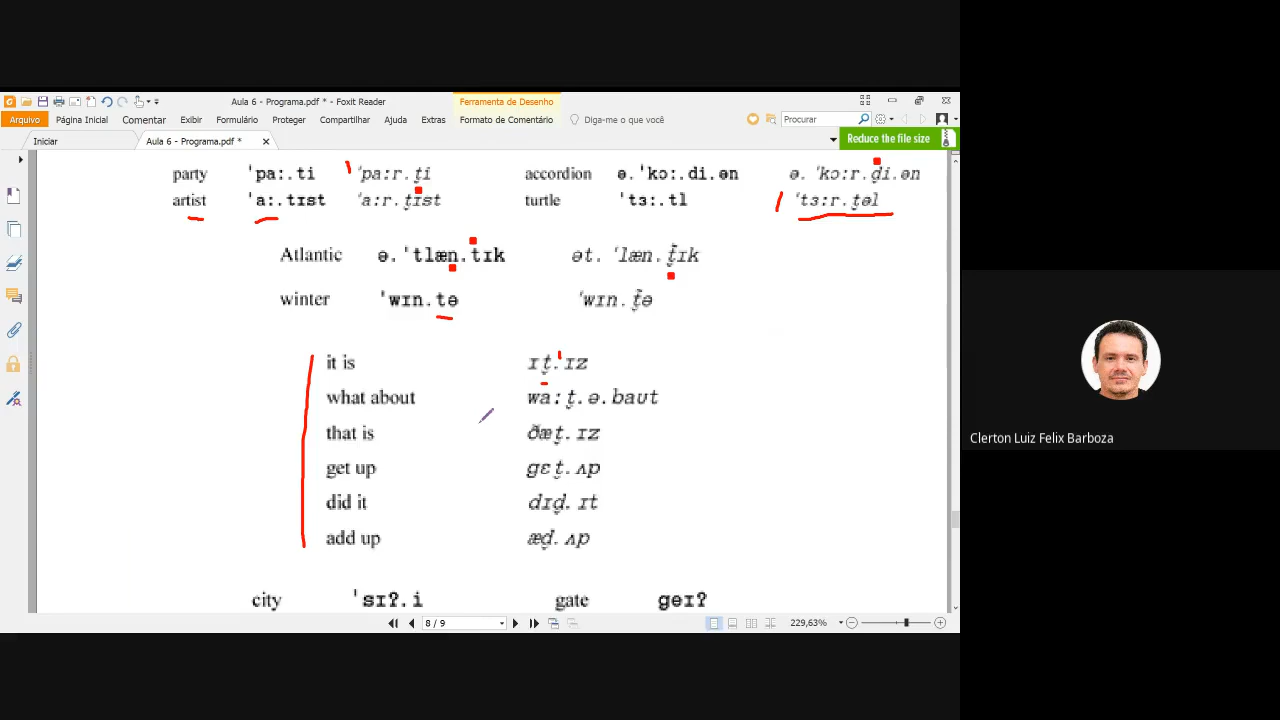 Aula 6 - Programa.pdf * - Foxit Reader
Ferramenta de Desenho
Arquivo Página Inicial Comentar Exibir Formulário Proteger Compartilhar Ajuda Extras Formato de Comentário Diga-me o que você Procurar
Iniciar Aula 6 - Programa.pdf * Reduce the file size
party ˈpaː.ti ˈpaːr.t̬i accordion ə.ˈkɔː.di.ən ə.ˈkɔːr.d̬i.ən
artist ˈaː.tɪst ˈaːr.t̬ɪst turtle ˈtɜː.tl ˈtɜːr.t̬əl
Atlantic ə.ˈtlæn.tɪk ət.ˈlæn.t̬̃ɪk
winter ˈwɪn.tə ˈwɪn.t̬̃ə
it is ɪt̬.ɪz
what about waːt̬.ə.baʊt
that is ðæt̬.ɪz
get up gɛt̬.ʌp
did it dɪd̬.ɪt
add up æd̬.ʌp
city ˈsɪʔ.i gate geɪʔ
8 / 9 229,63%
Clerton Luiz Felix Barboza